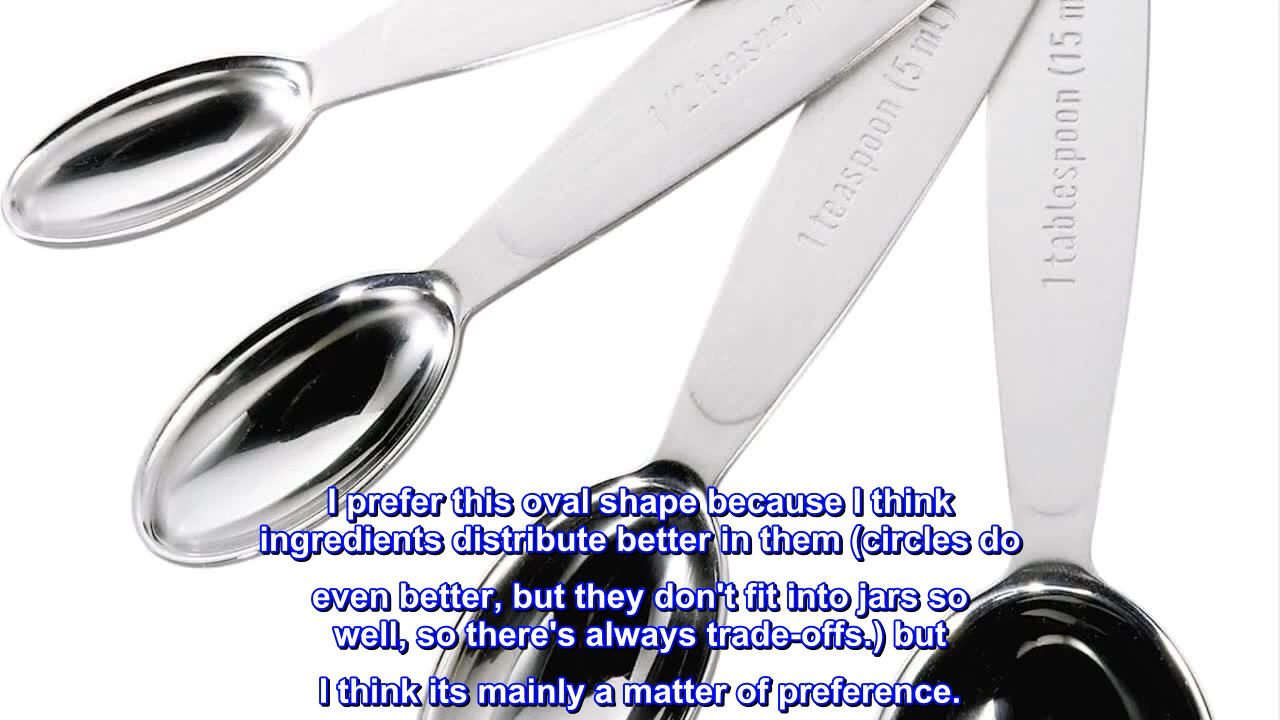 1/2 teaspoon
1 teaspoon (5 ml)
1 tablespoon (15 m
I prefer this oval shape because I think
ingredients distribute better in them (circles do
even better, but they don't fit into jars so
well, so there's always trade-offs.) but
I think its mainly a matter of preference.